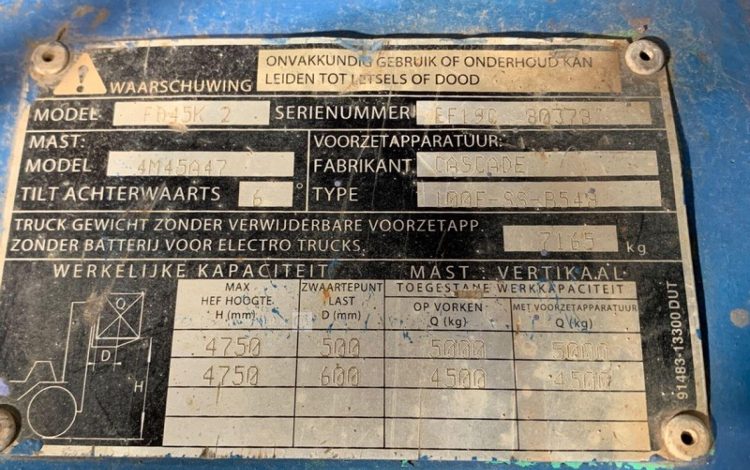 ONVAKKUNDIG GEBRUIK OF ONDERHOUD KAN
LEIDEN TOT LETSELS OF DOOD
WAARSCHUWING
MODEL FD45K 2 SERIENUMMER EF19C 80378
MAST: VOORZETAPPARATUUR:
MODEL 4M45A47 FABRIKANT CASCADE
TILT ACHTERWAARTS 6 ° TYPE 100F-SS-B548
TRUCK GEWICHT ZONDER VERWIJDERBARE VOORZETAPP.
ZONDER BATTERIJ VOOR ELECTRO TRUCKS. 7165 kg
WERKELIJKE KAPACITEIT MAST : VERTIKAAL
MAX ZWAARTEPUNT TOEGESTANE WERKKAPACITEIT
HEF HOOGTE LAST OP VORKEN MET VOORZETAPPARATUUR
H (mm) D (mm) Q (kg) Q (kg)
4750 500 5000 5000
4750 600 4500 4500
Q
D
H
91483-13300 DUT